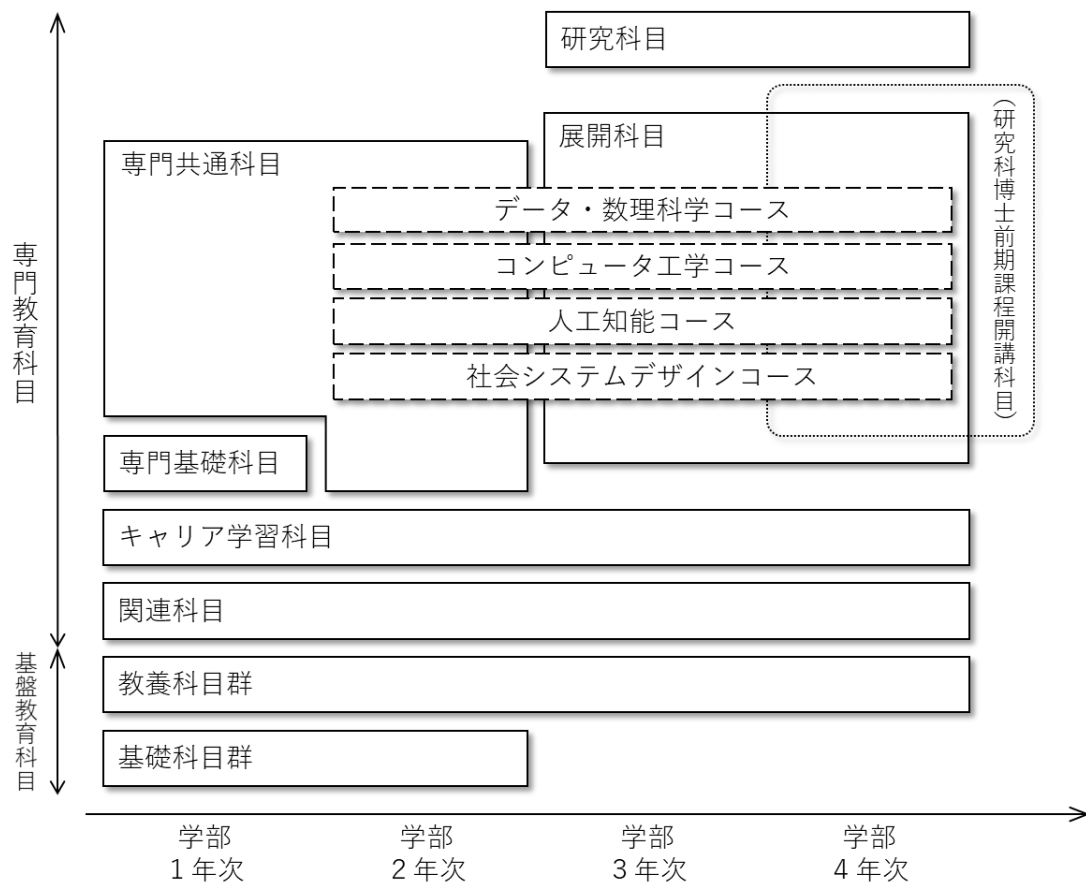 研究科目
展開科目
(研究科博士前期課程開講科目)
専門共通科目
データ・数理科学コース
コンピュータ工学コース
人工知能コース
社会システムデザインコース
専門教育科目
専門基礎科目
キャリア学習科目
関連科目
教養科目群
基盤教育科目
基礎科目群
学部
1年次
学部
2年次
学部
3年次
学部
4年次